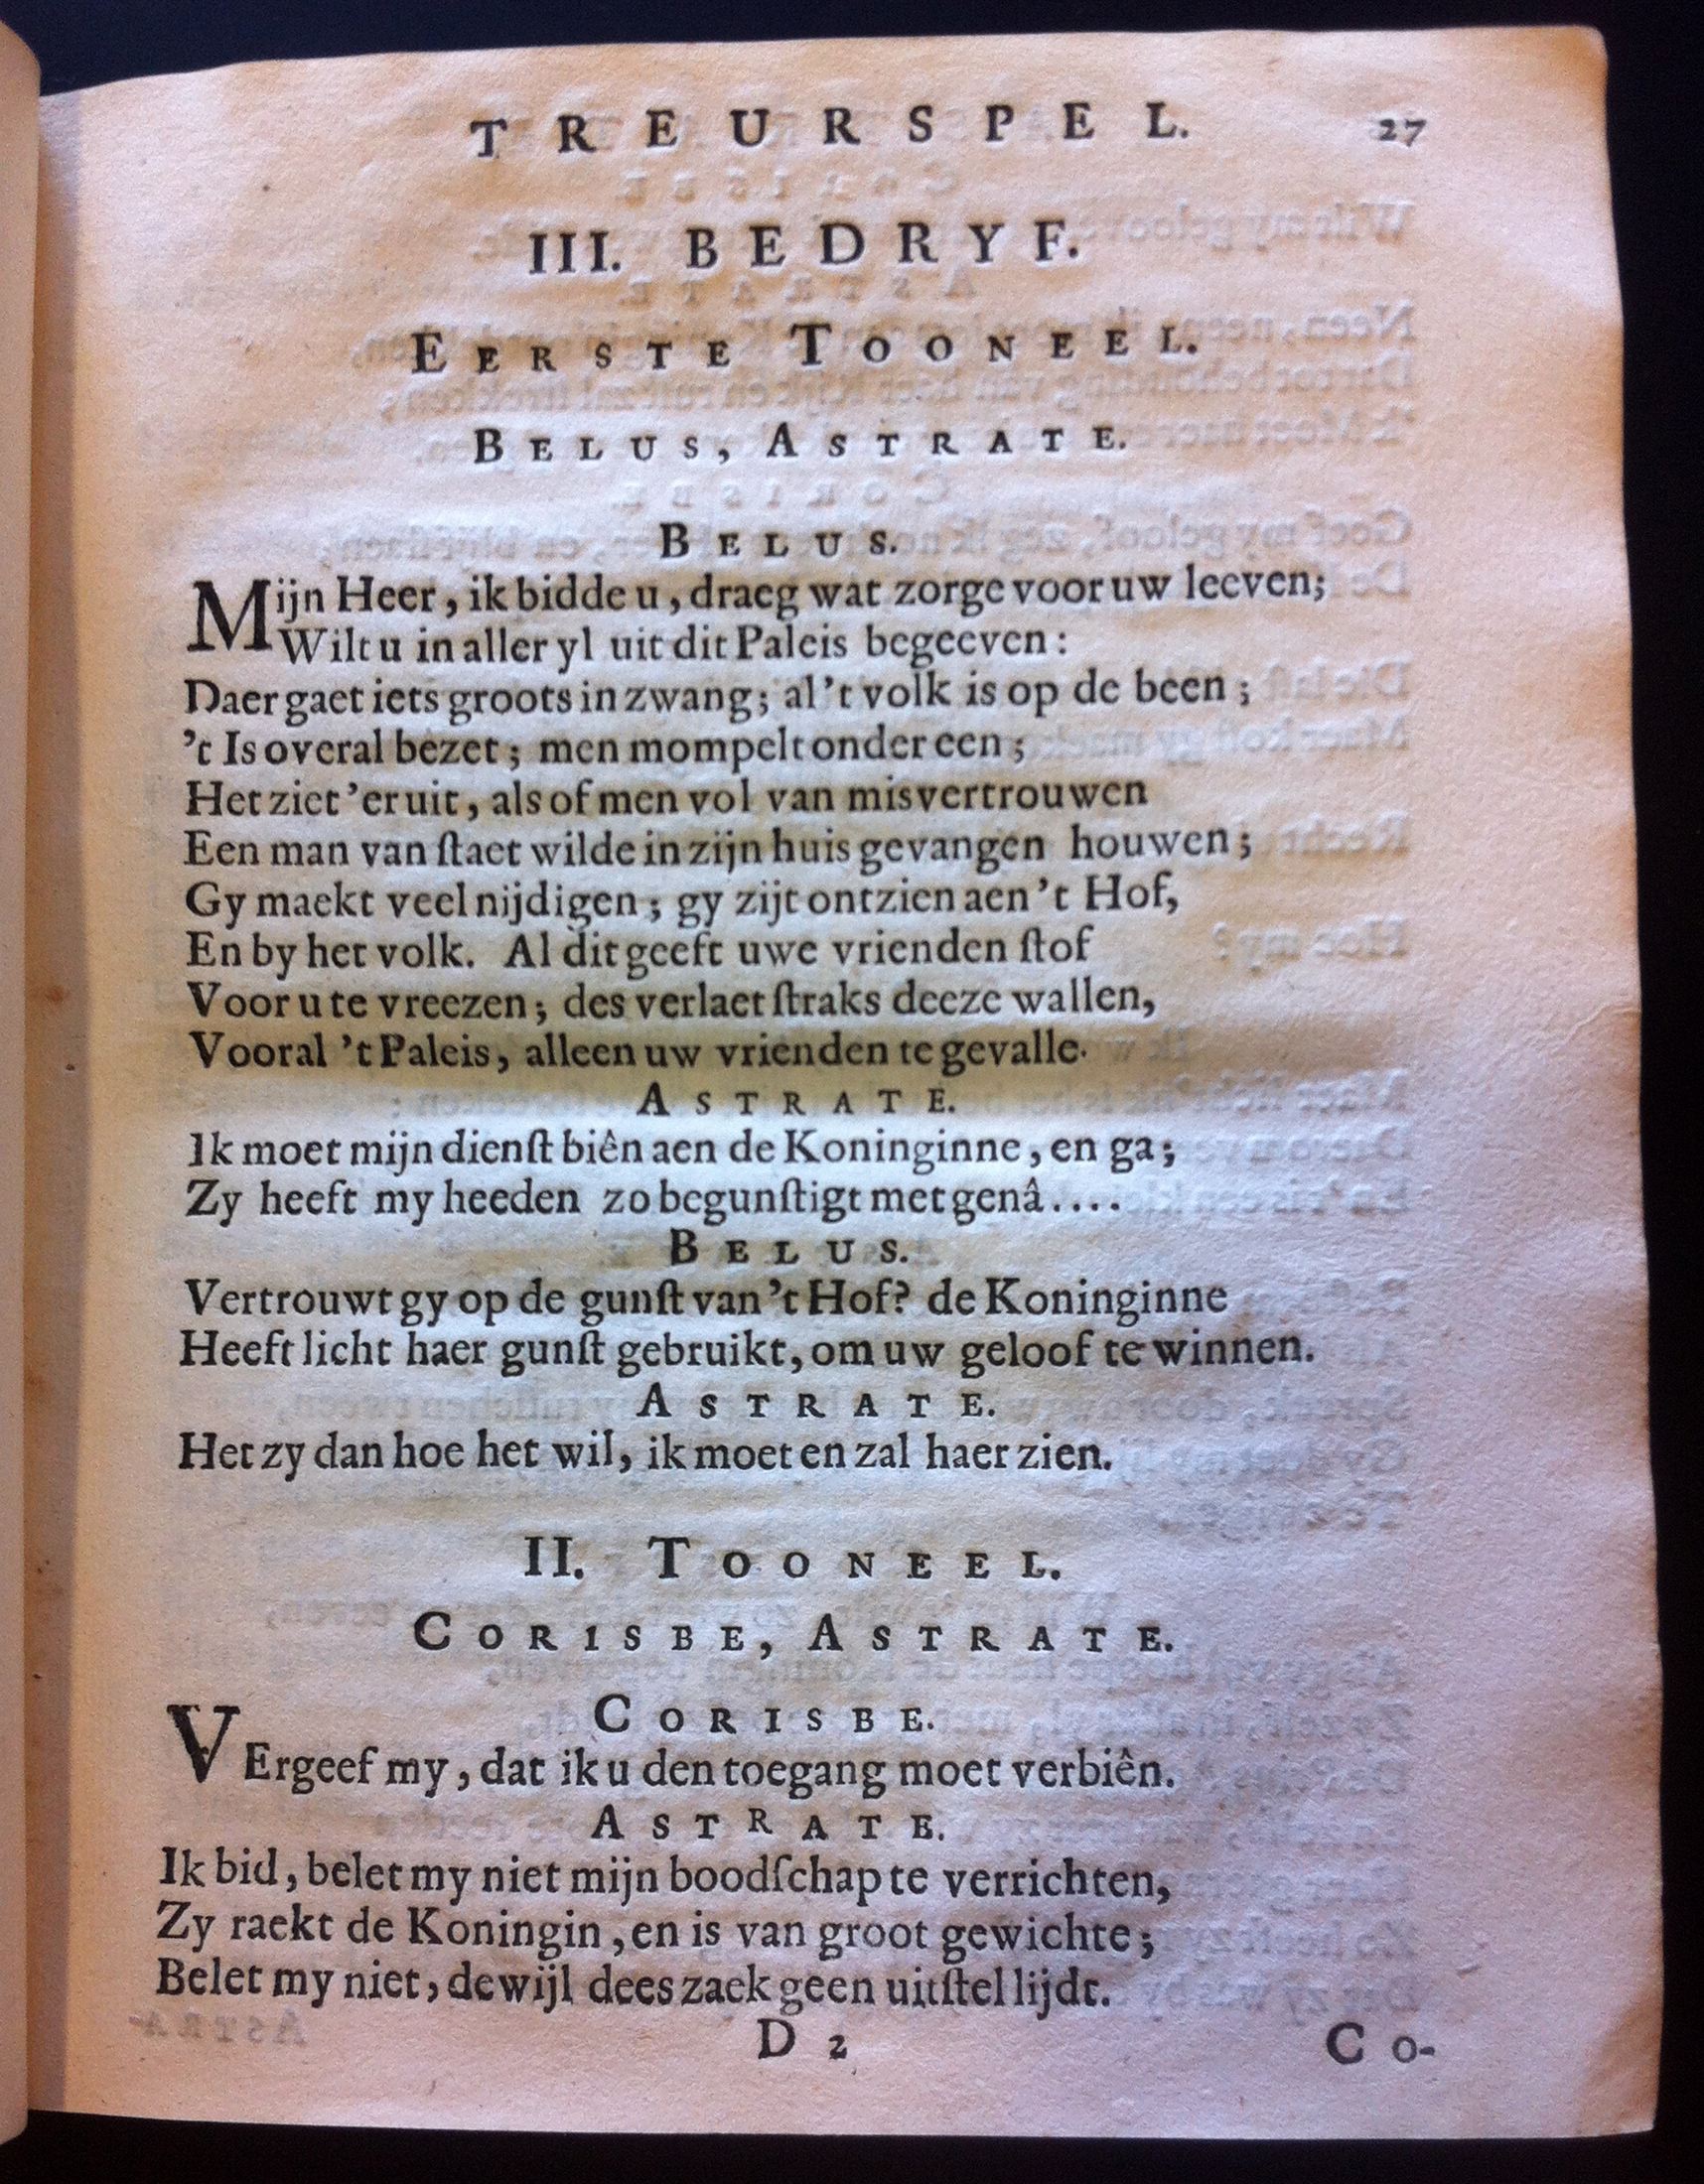 TREURSPEL. 27
III. BEDRYF.
EERSTE TOONEEL.
BELUS, ASTRATE.
BELUS.
Mijn Heer, ik bidde u, draeg wat zorge voor uw leeven;
Wilt u in aller yl uit dit Paleis begeeven:
Daer gaet iets groots in zwang; al 't volk is op de been;
't Is overal bezet; men mompelt onder een;
Het ziet 'er uit, als of men vol van misvertrouwen
Een man van ſtaet wilde in zijn huis gevangen houwen;
Gy maekt veel nijdigen; gy zijt ontzien aen 't Hof,
En by het volk. Al dit geeft uwe vrienden ſtof
Voor u te vreezen; des verlaet ſtraks deeze wallen,
Vooral 't Paleis, alleen uw vrienden te gevalle.
ASTRATE.
Ik moet mijn dienſt biên aen de Koninginne, en ga;
Zy heeft my heeden zo begunſtigt met genâ....
BELUS.
Vertrouwt gy op de gunſt van 't Hof? de Koninginne
Heeft licht haer gunſt gebruikt, om uw geloof te winnen.
ASTRATE.
Het zy dan hoe het wil, ik moet en zal haer zien.
II. TOONEEL.
CORISBE, ASTRATE.
CORISBE.
VErgeef my, dat ik u den toegang moet verbiên.
ASTRATE.
Ik bid, belet my niet mijn boodſchap te verrichten,
Zy raekt de Koningin, en is van groot gewichte;
Belet my niet, dewijl dees zaek geen uitſtel lijdt.
D 2 CO-